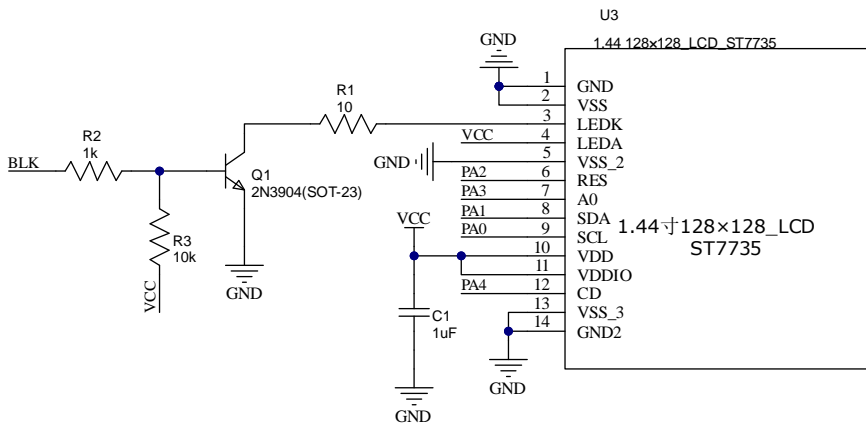 U3
1.44 128×128_LCD_ST7735
GND
1 GND
2 VSS
R1
10
3 LEDK
VCC 4 LEDA
GND 5 VSS_2
R2
1k
BLK
Q1
2N3904(SOT-23)
PA2 6 RES
PA3 7 A0
PA1 8 SDA
PA0 9 SCL
1.44寸128×128_LCD
ST7735
VCC
10 VDD
11 VDDIO
R3
10k
VCC
GND
PA4 12 CD
C1
1uF
13 VSS_3
14 GND2
GND
GND